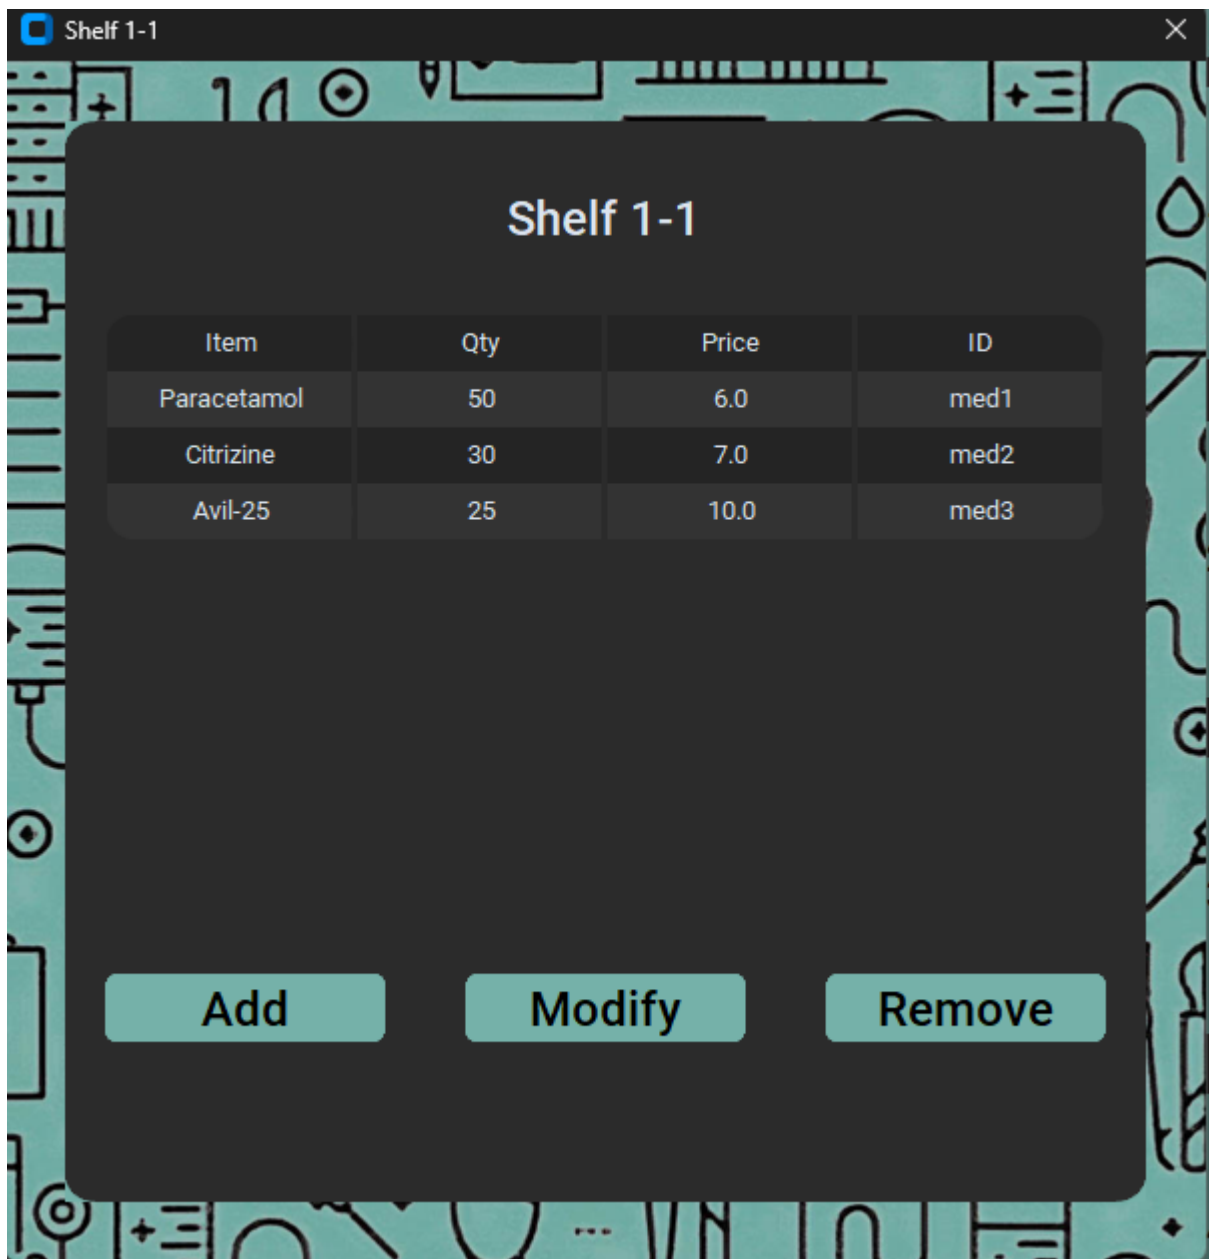 Shelf 1-1
Shelf 1-1
Item Qty Price ID
Paracetamol 50 6.0 med1
Citrizine 30 7.0 med2
Avil-25 25 10.0 med3
Add Modify Remove